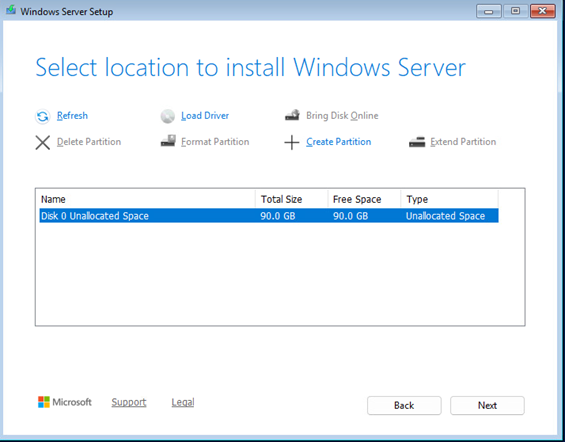 Windows Server Setup
Select location to install Windows Server
Refresh Load Driver Bring Disk Online
Delete Partition Format Partition Create Partition Extend Partition
Name Total Size Free Space Type
Disk 0 Unallocated Space 90.0 GB 90.0 GB Unallocated Space
Microsoft Support Legal Back Next